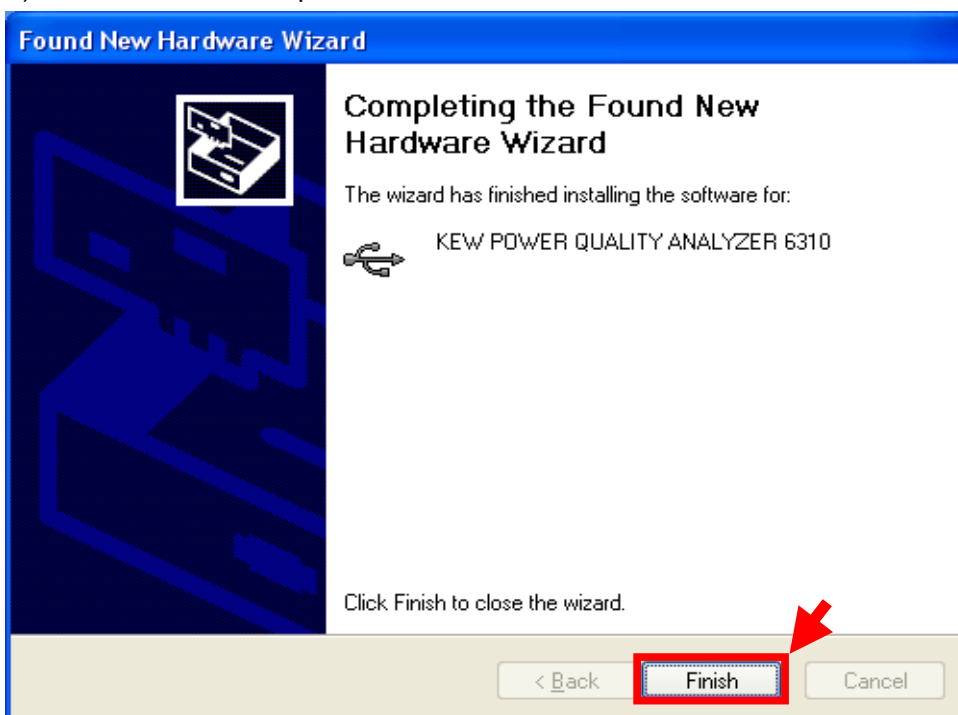 Found New Hardware Wizard
Completing the Found New
Hardware Wizard
The wizard has finished installing the software for:
KEW POWER QUALITY ANALYZER 6310
Click Finish to close the wizard.
< Back Finish Cancel